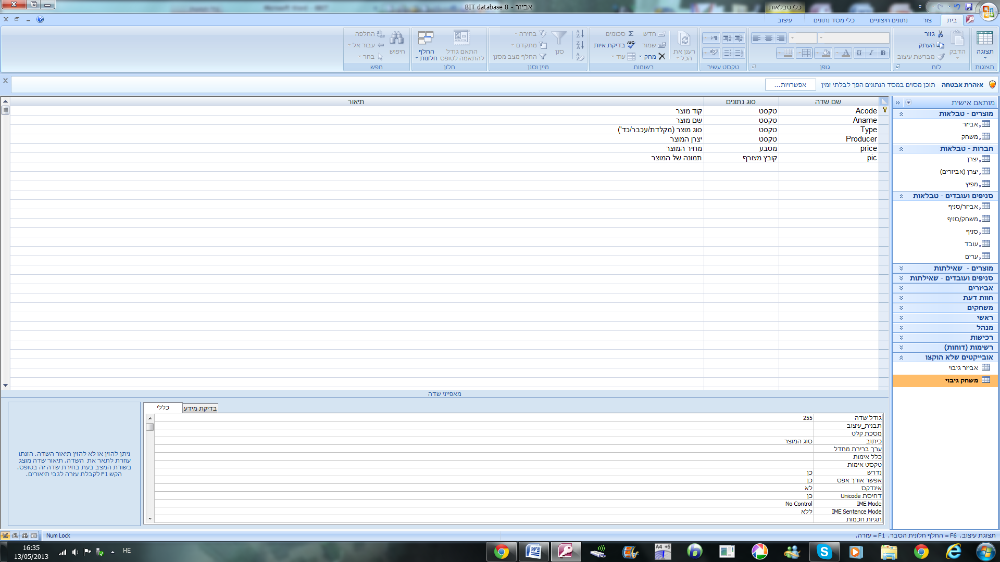 אביזר - BIT database 8
כלי טבלאות
בית
צור
נתונים חיצוניים
כלי מסד נתונים
עיצוב
תצוגה
תצוגות
הדבק
גזור
העתק
מברשת עיצוב
לוח
גופן
טקסט עשיר
רענן את הכל
חדש
שמור
מחק
סכומים
בדיקת איות
עוד
רשומות
סנן
בחירה
מתקדם
החלף מצב מסנן
מיין וסנן
התאם גודל להתאמה לטופס
החלף חלונות
חלון
חיפוש
החלפה
עבור אל
בחר
חפש
אזהרת אבטחה תוכן מסוים במסד הנתונים הפך לבלתי זמין
אפשרויות...
מותאם אישית
מוצרים - טבלאות
אביזר
משחק
חברות - טבלאות
יצרן
יצרן (אביזרים)
מפיץ
סניפים ועובדים - טבלאות
אביזר/סניף
משחק/סניף
סניף
עובד
ערים
מוצרים - שאילתות
סניפים ועובדים - שאילתות
אביזרים
חוות דעת
משחקים
ראשי
מנהל
רכישות
רשימות (דוחות)
אובייקטים שלא הוקצו
אביזר גיבוי
משחק גיבוי
שם שדה סוג נתונים תיאור
Acode טקסט קוד מוצר
Aname טקסט שם מוצר
Type טקסט סוג מוצר (מקלדת/עכבר/כד')
Producer טקסט יצרן המוצר
price מטבע מחיר המוצר
pic קובץ מצורף תמונה של המוצר
מאפייני שדה
כללי בדיקת מידע
גודל שדה 255
תבנית_עיצוב
מסכת קלט
כיתוב סוג המוצר
ערך ברירת מחדל
כלל אימות
טקסט אימות
נדרש כן
אפשר אורך אפס כן
אינדקס לא
דחיסת Unicode כן
IME Mode No Control
IME Sentence Mode ללא
תגיות חכמות
ניתן להזין או לא להזין תיאור השדה. הזנתו
עוזרת לתאר את השדה. תיאור שדה מוצג
בשורת המצב בעת בחירת שדה זה בטופס.
הקש F1 לקבלת עזרה לגבי תיאורים.
תצוגת עיצוב. F6 = החלף חלונית הסבר. F1 = עזרה.
Num Lock
A4 +5
HE
16:35
13/05/2013